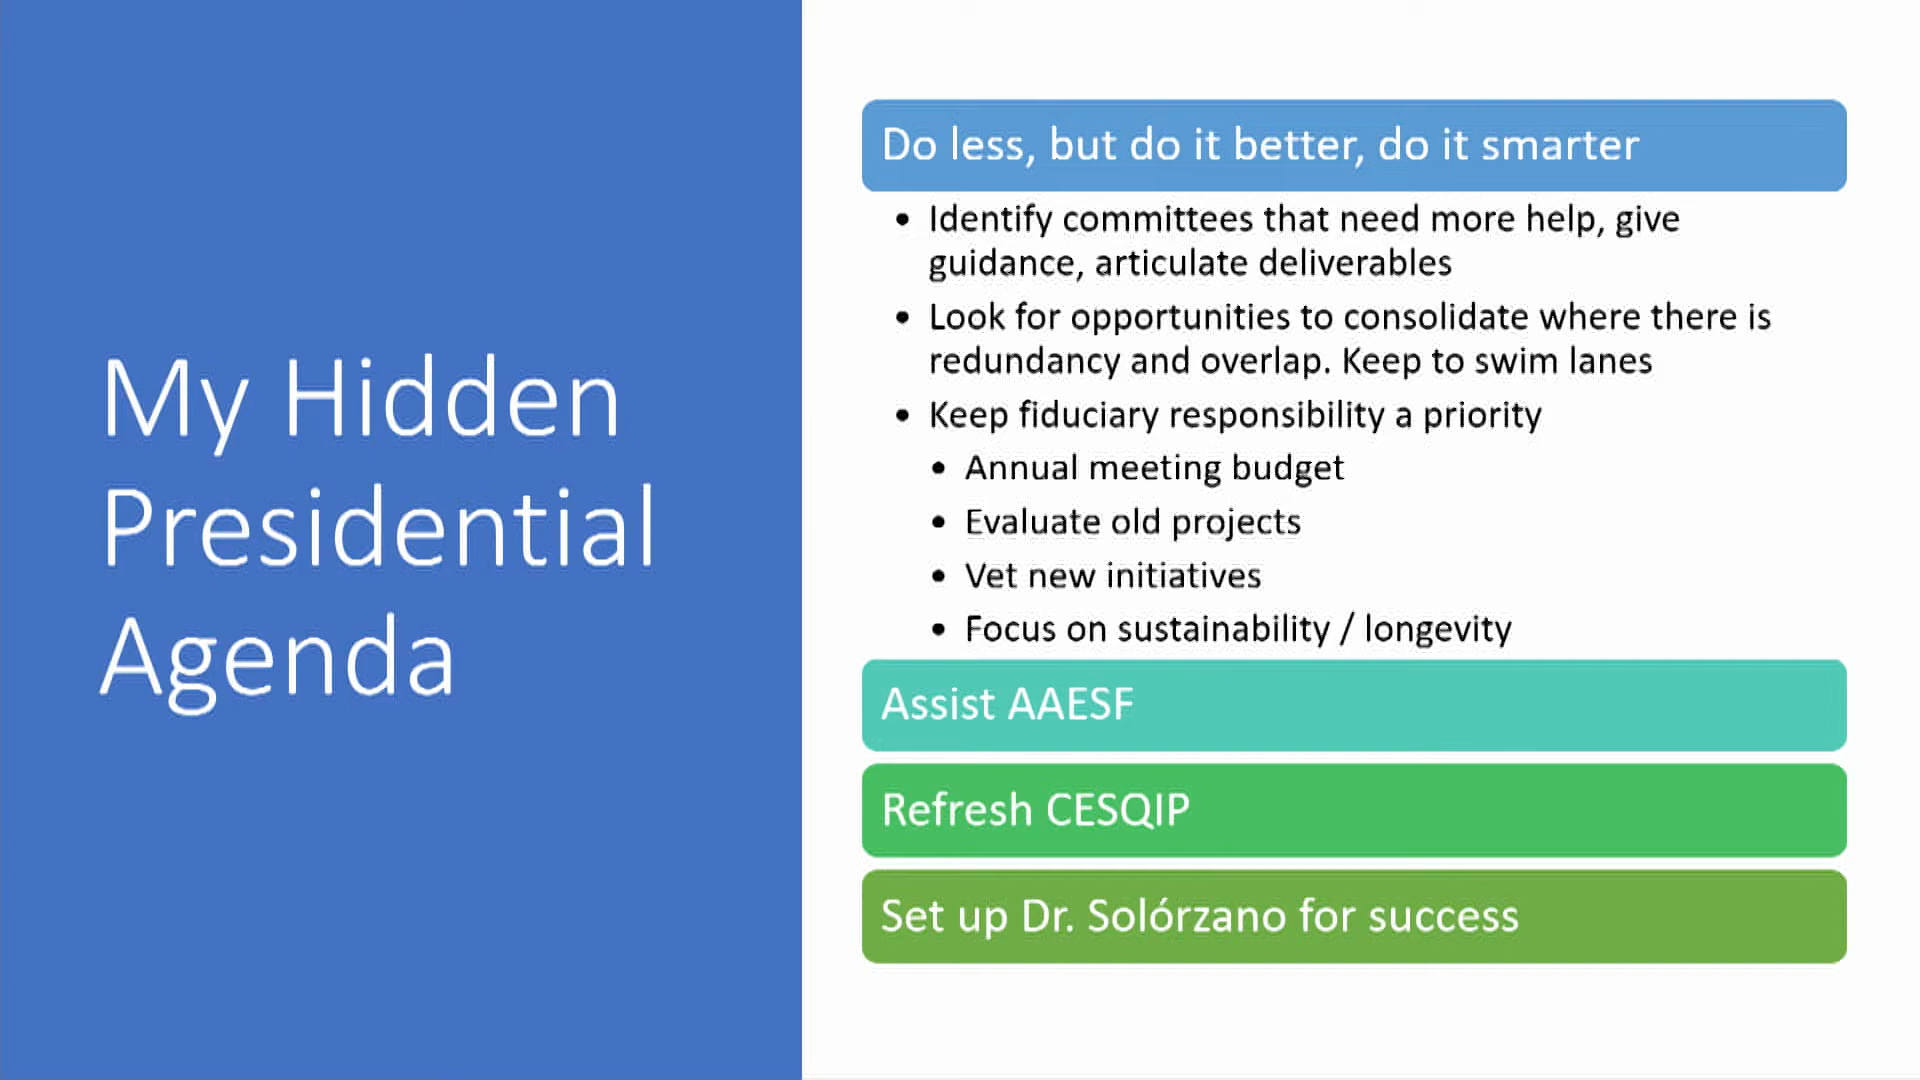 My Hidden
Presidential
Agenda
Do less, but do it better, do it smarter
• Identify committees that need more help, give
guidance, articulate deliverables
• Look for opportunities to consolidate where there is
redundancy and overlap. Keep to swim lanes
• Keep fiduciary responsibility a priority
• Annual meeting budget
• Evaluate old projects
• Vet new initiatives
• Focus on sustainability / longevity
Assist AAESF
Refresh CESQIP
Set up Dr. Solórzano for success